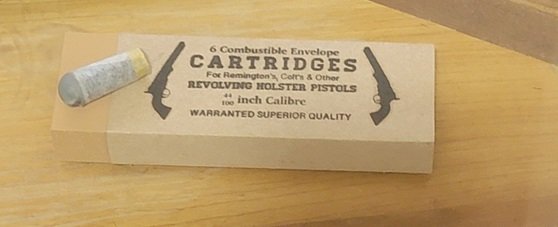 6 Combustible Envelope
CARTRIDGES
For Remington's, Colt's & Other
REVOLVING HOLSTER PISTOLS
44/100 inch Calibre
WARRANTED SUPERIOR QUALITY